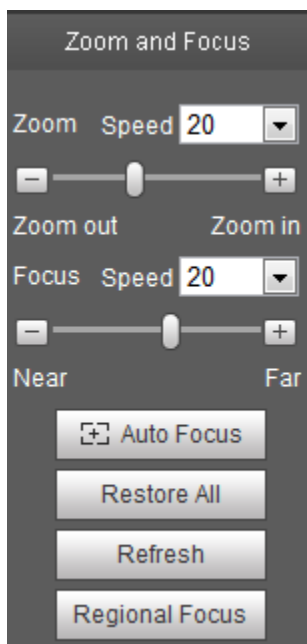 Zoom and Focus
Zoom Speed 20
Zoom out Zoom in
Focus Speed 20
Near Far
Auto Focus
Restore All
Refresh
Regional Focus